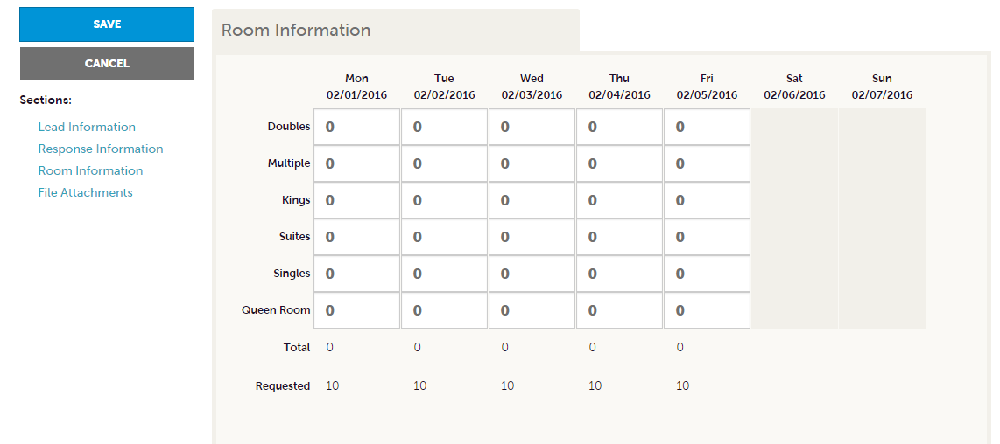 SAVE
CANCEL
Sections:
Lead Information
Response Information
Room Information
File Attachments
Room Information
Mon Tue Wed Thu Fri Sat Sun
02/01/2016 02/02/2016 02/03/2016 02/04/2016 02/05/2016 02/06/2016 02/07/2016
Doubles 0 0 0 0 0
Multiple 0 0 0 0 0
Kings 0 0 0 0 0
Suites 0 0 0 0 0
Singles 0 0 0 0 0
Queen Room 0 0 0 0 0
Total 0 0 0 0 0
Requested 10 10 10 10 10